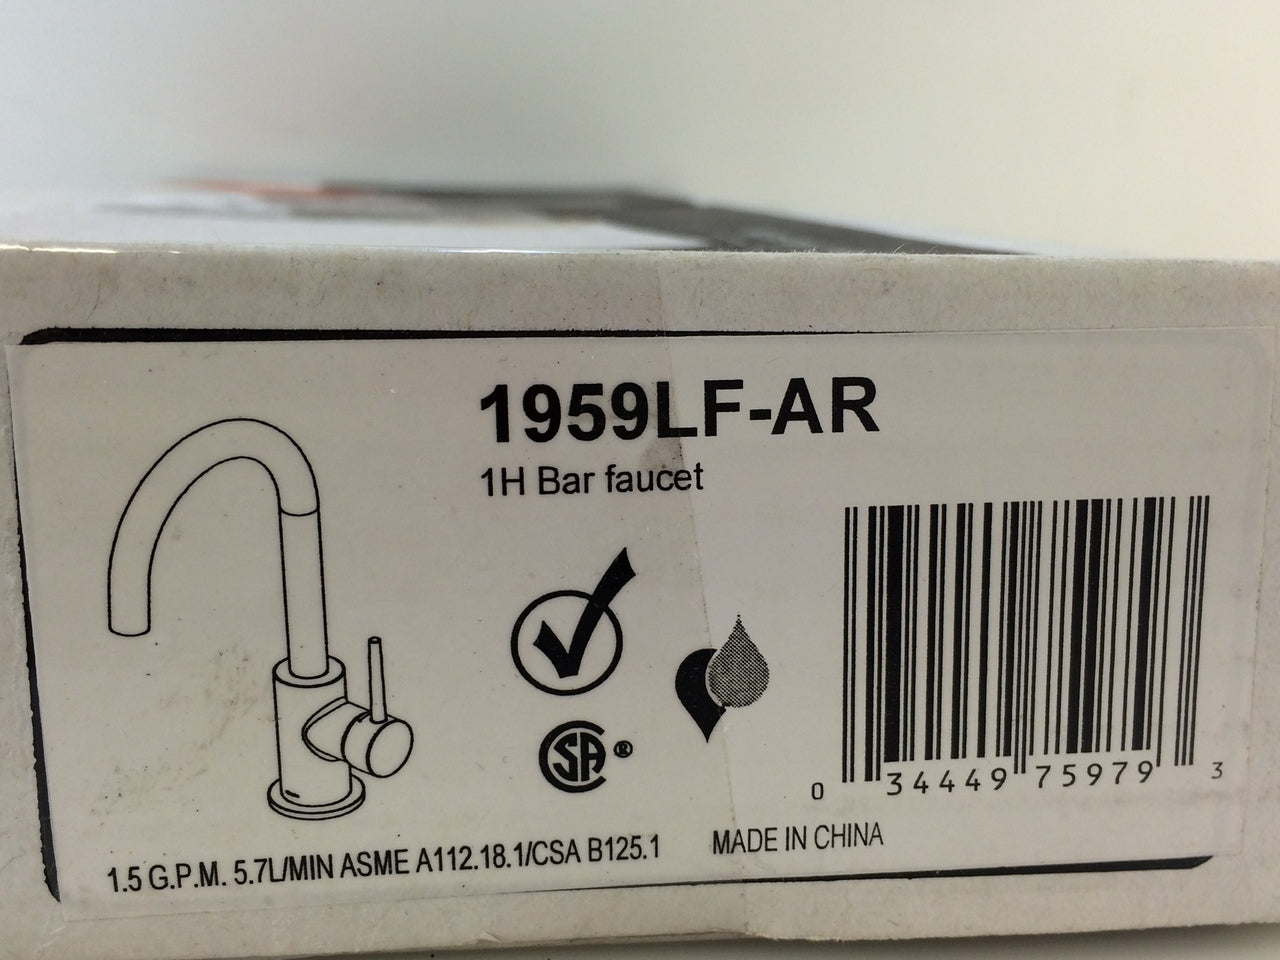 1959LF-AR
1H Bar faucet
SA®
0 34449 75979 3
1.5 G.P.M. 5.7L/MIN ASME A112.18.1/CSA B125.1 MADE IN CHINA